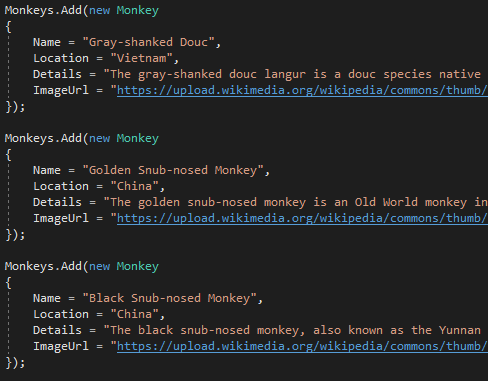 Monkeys.Add(new Monkey
{
Name = "Gray-shanked Douc",
Location = "Vietnam",
Details = "The gray-shanked douc langur is a douc species native
ImageUrl = "https://upload.wikimedia.org/wikipedia/commons/thumb/
});
Monkeys.Add(new Monkey
{
Name = "Golden Snub-nosed Monkey",
Location = "China",
Details = "The golden snub-nosed monkey is an Old World monkey in
ImageUrl = "https://upload.wikimedia.org/wikipedia/commons/thumb/
});
Monkeys.Add(new Monkey
{
Name = "Black Snub-nosed Monkey",
Location = "China",
Details = "The black snub-nosed monkey, also known as the Yunnan
ImageUrl = "https://upload.wikimedia.org/wikipedia/commons/thumb/
});